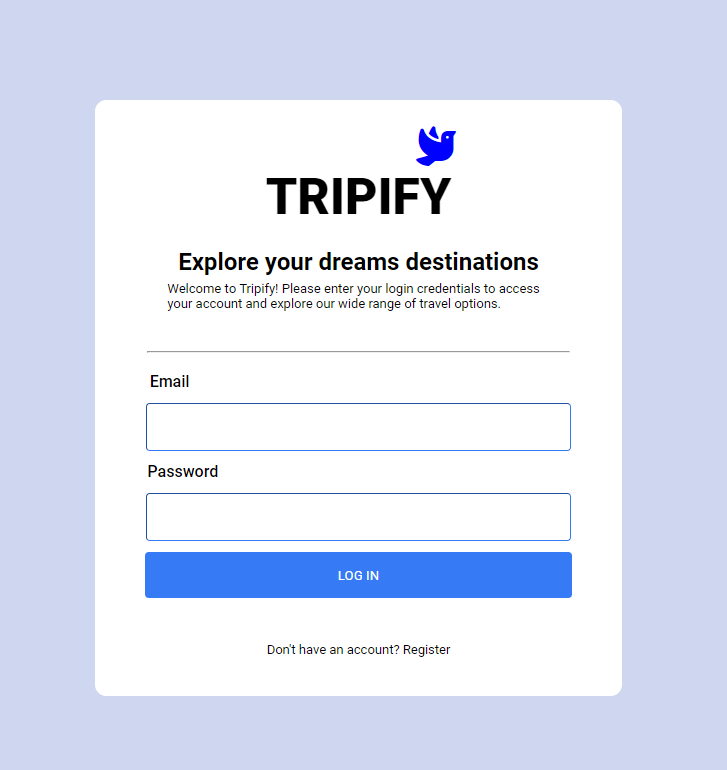 TRIPIFY
Explore your dreams destinations
Welcome to Tripify! Please enter your login credentials to access
your account and explore our wide range of travel options.
Email
Password
LOG IN
Don't have an account? Register